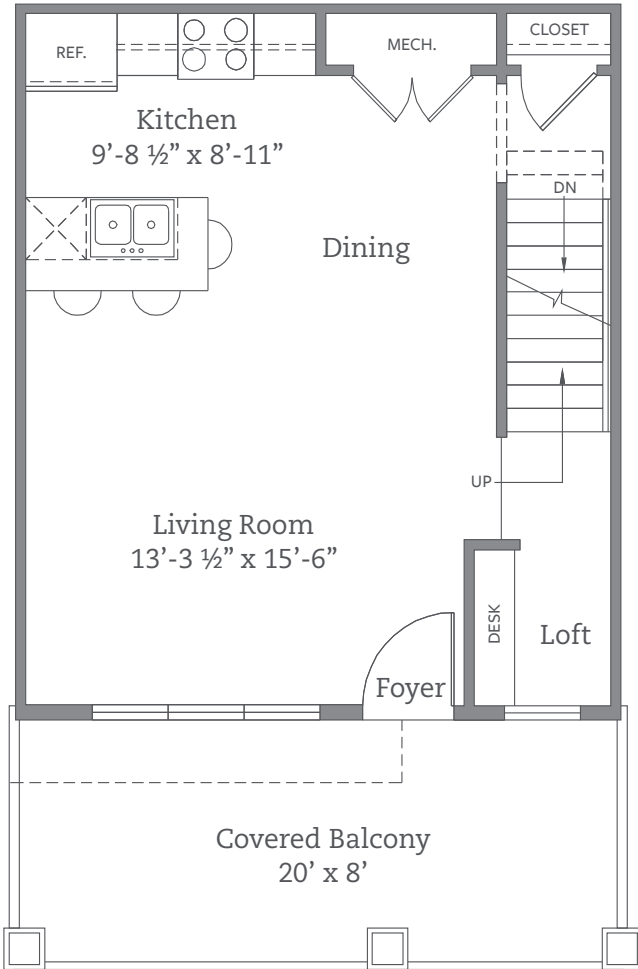 CLOSET
REF.
MECH.
Kitchen
9’-8 ½” x 8’-11”
DN
Dining
UP
Living Room
13’-3 ½” x 15’-6”
DESK
Loft
Foyer
Covered Balcony
20’ x 8’